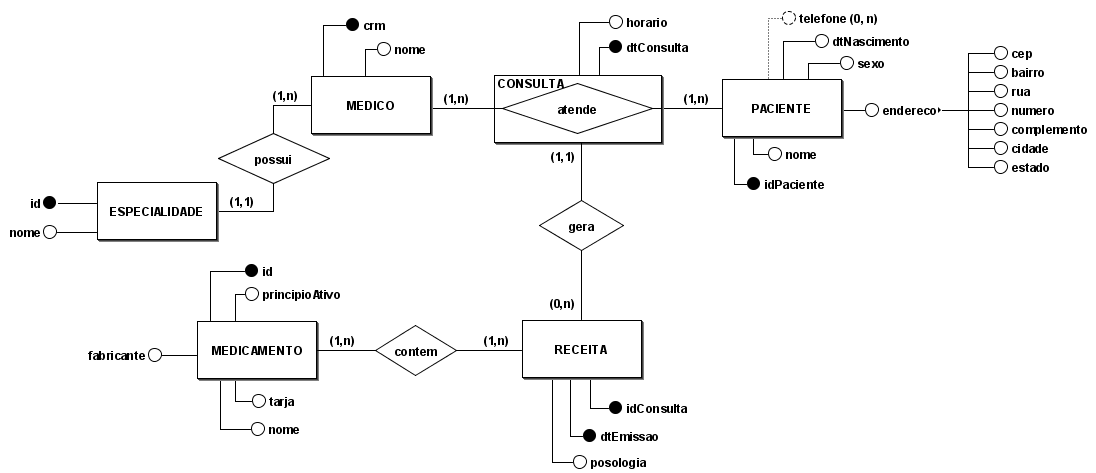 telefone (0, n)
horario
crm
dtConsulta
dtNascimento
nome
sexo
cep
bairro
rua
numero
complemento
cidade
estado
CONSULTA
MEDICO
(1,n)
(1,n)
atende
(1,n)
PACIENTE
endereco
possui
(1,1)
nome
idPaciente
id
ESPECIALIDADE
(1,1)
nome
gera
id
principioAtivo
(0,n)
fabricante
MEDICAMENTO
(1,n)
contem
(1,n)
RECEITA
tarja
nome
idConsulta
dtEmissao
posologia